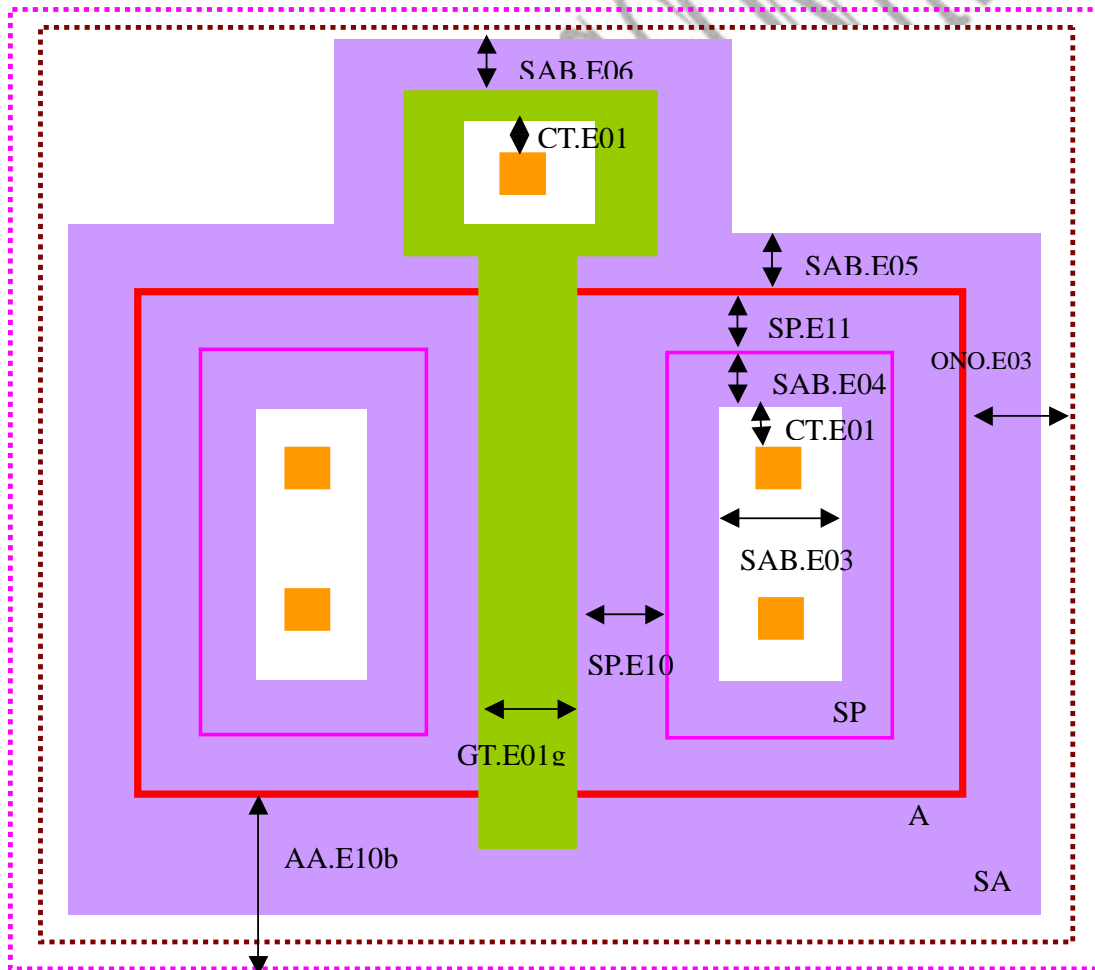 SAB.E06
CT.E01
SAB.E05
SP.E11
ONO.E03
SAB.E04
CT.E01
SAB.E03
SP.E10
SP
GT.E01g
A
AA.E10b
SA